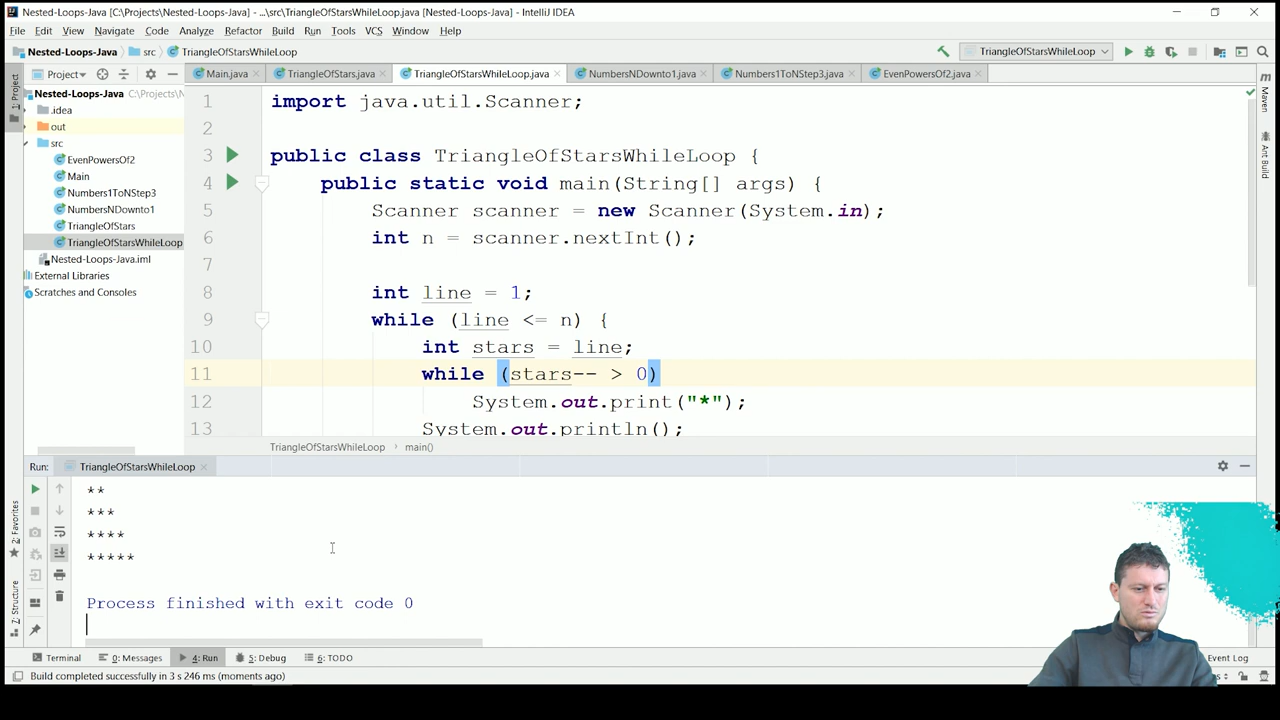 Nested-Loops-Java [C:\Projects\Nested-Loops-Java] - ...\src\TriangleOfStarsWhileLoop.java [Nested-Loops-Java] - IntelliJ IDEA
File Edit View Navigate Code Analyze Refactor Build Run Tools VCS Window Help
Nested-Loops-Java src TriangleOfStarsWhileLoop TriangleOfStarsWhileLoop
Project Main.java TriangleOfStars.java TriangleOfStarsWhileLoop.java NumbersNDownto1.java Numbers1ToNStep3.java EvenPowersOf2.java
1: Project
Nested-Loops-Java C:\Projects\N
.idea
out
src
EvenPowersOf2
Main
Numbers1ToNStep3
NumbersNDownto1
TriangleOfStars
TriangleOfStarsWhileLoop
Nested-Loops-Java.iml
External Libraries
Scratches and Consoles
1 import java.util.Scanner;
2
3 public class TriangleOfStarsWhileLoop {
4 public static void main(String[] args) {
5 Scanner scanner = new Scanner(System.in);
6 int n = scanner.nextInt();
7
8 int line = 1;
9 while (line <= n) {
10 int stars = line;
11 while (stars-- > 0)
12 System.out.print("*");
13 System.out.println();
TriangleOfStarsWhileLoop › main()
Maven
Ant Build
Run: TriangleOfStarsWhileLoop
**
***
****
*****
Process finished with exit code 0
2: Favorites
7: Structure
Terminal 0: Messages 4: Run 5: Debug 6: TODO Event Log
Build completed successfully in 3 s 246 ms (moments ago)